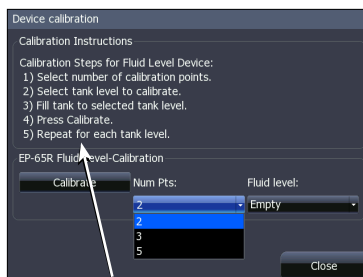 Device calibration
Calibration Instructions
Calibration Steps for Fluid Level Device:
1) Select number of calibration points.
2) Select tank level to calibrate.
3) Fill tank to selected tank level.
4) Press Calibrate.
5) Repeat for each tank level.
EP-65R Fluid Level-Calibration
Calibrate Num Pts: Fluid level:
2 Empty
2
3
5
Close